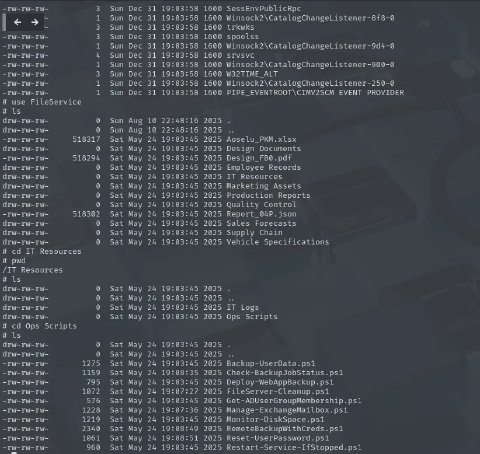 -rw-rw-rw- 3 Sun Dec 31 19:03:58 1600 SessEnvPublicRpc
1 Sun Dec 31 19:03:58 1600 Winsock2\CatalogChangeListener-8f8-0
3 Sun Dec 31 19:03:58 1600 trkwks
-rw-rw-rw- 3 Sun Dec 31 19:03:58 1600 spoolss
-rw-rw-rw- 1 Sun Dec 31 19:03:58 1600 Winsock2\CatalogChangeListener-9d4-0
-rw-rw-rw- 4 Sun Dec 31 19:03:58 1600 srvsvc
-rw-rw-rw- 1 Sun Dec 31 19:03:58 1600 Winsock2\CatalogChangeListener-900-0
-rw-rw-rw- 3 Sun Dec 31 19:03:58 1600 W32TIME_ALT
-rw-rw-rw- 1 Sun Dec 31 19:03:58 1600 Winsock2\CatalogChangeListener-250-0
-rw-rw-rw- 1 Sun Dec 31 19:03:58 1600 PIPE_EVENTROOT\CIMV2SCM EVENT PROVIDER
# use FileService
# ls
drw-rw-rw- 0 Sun Aug 10 22:48:16 2025 .
drw-rw-rw- 0 Sun Aug 10 22:48:16 2025 ..
-rw-rw-rw- 518317 Sat May 24 19:03:45 2025 Aoselu_PKM.xlsx
drw-rw-rw- 0 Sat May 24 19:03:45 2025 Design Documents
-rw-rw-rw- 518294 Sat May 24 19:03:45 2025 Design_FB0.pdf
drw-rw-rw- 0 Sat May 24 19:03:45 2025 Employee Records
drw-rw-rw- 0 Sat May 24 19:03:45 2025 IT Resources
drw-rw-rw- 0 Sat May 24 19:03:45 2025 Marketing Assets
drw-rw-rw- 0 Sat May 24 19:03:45 2025 Production Reports
drw-rw-rw- 0 Sat May 24 19:03:45 2025 Quality Control
-rw-rw-rw- 518302 Sat May 24 19:03:45 2025 Report_04P.json
drw-rw-rw- 0 Sat May 24 19:03:45 2025 Sales Forecasts
drw-rw-rw- 0 Sat May 24 19:03:45 2025 Supply Chain
drw-rw-rw- 0 Sat May 24 19:03:45 2025 Vehicle Specifications
# cd IT Resources
# pwd
/IT Resources
# ls
drw-rw-rw- 0 Sat May 24 19:03:45 2025 .
drw-rw-rw- 0 Sat May 24 19:03:45 2025 ..
drw-rw-rw- 0 Sat May 24 19:03:45 2025 IT Logs
drw-rw-rw- 0 Sat May 24 19:03:45 2025 Ops Scripts
# cd Ops Scripts
# ls
drw-rw-rw- 0 Sat May 24 19:03:45 2025 .
drw-rw-rw- 0 Sat May 24 19:03:45 2025 ..
-rw-rw-rw- 1275 Sat May 24 19:03:45 2025 Backup-UserData.ps1
-rw-rw-rw- 1159 Sat May 24 19:08:35 2025 Check-BackupJobStatus.ps1
-rw-rw-rw- 795 Sat May 24 19:03:45 2025 Deploy-WebAppBackup.ps1
-rw-rw-rw- 1072 Sat May 24 19:07:27 2025 FileServer-Cleanup.ps1
-rw-rw-rw- 576 Sat May 24 19:03:45 2025 Get-ADUserGroupMembership.ps1
-rw-rw-rw- 1228 Sat May 24 19:07:36 2025 Manage-ExchangeMailbox.ps1
-rw-rw-rw- 1219 Sat May 24 19:03:45 2025 Monitor-DiskSpace.ps1
-rw-rw-rw- 2340 Sat May 24 19:08:49 2025 RemoteBackupWithCreds.ps1
-rw-rw-rw- 1061 Sat May 24 19:08:51 2025 Reset-UserPassword.ps1
-rw-rw-rw- 960 Sat May 24 19:03:45 2025 Restart-Service-IfStopped.ps1